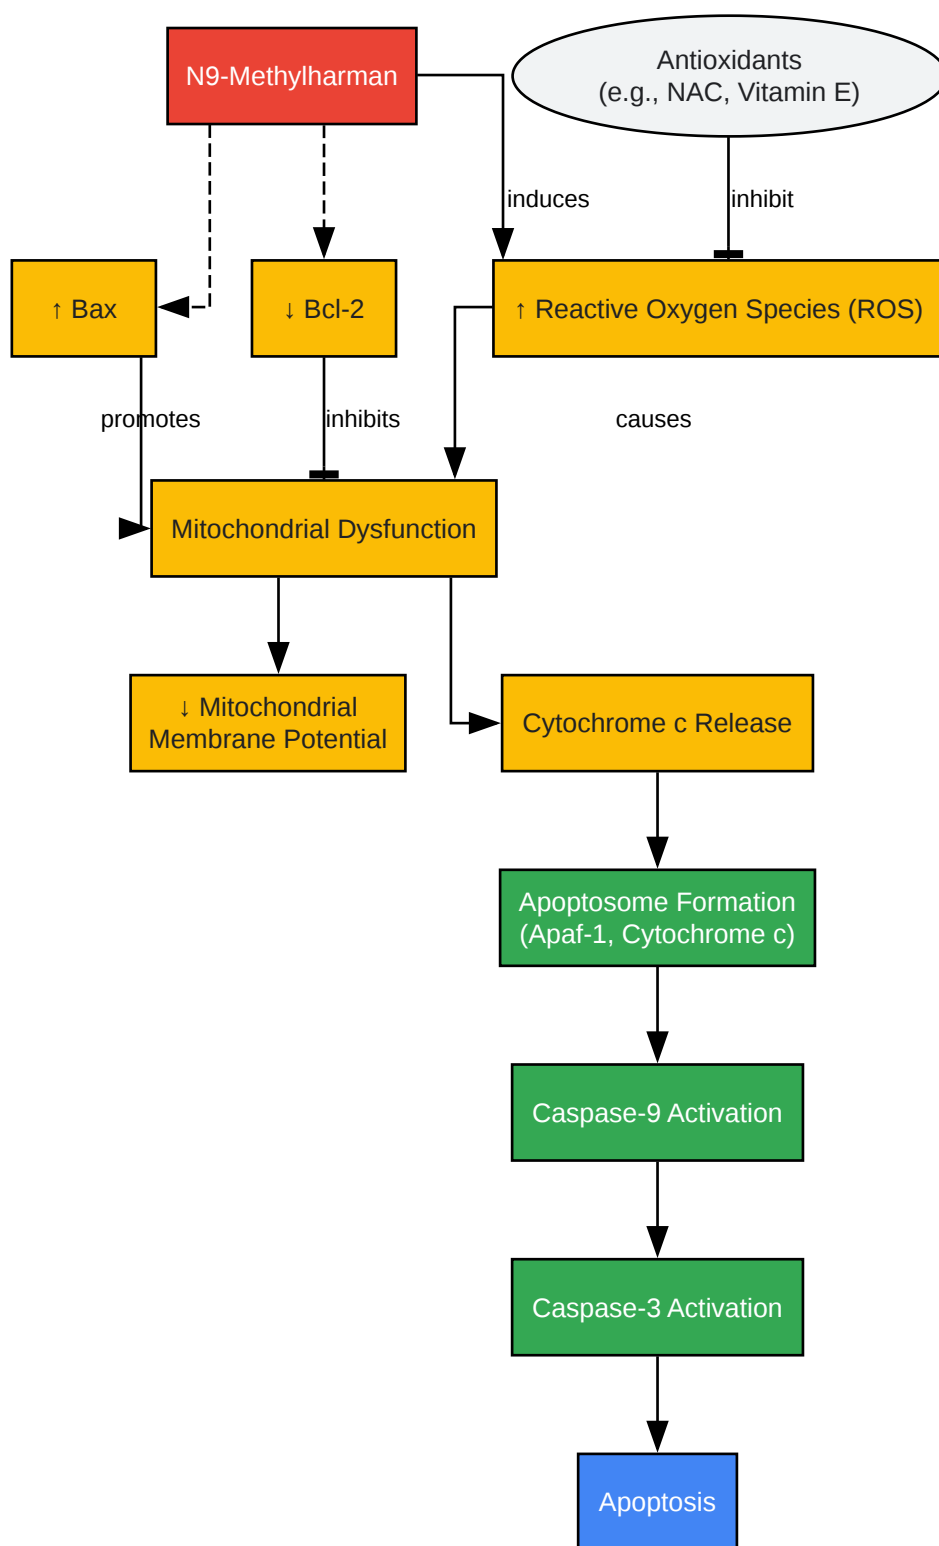 N9-Methylharman
Antioxidants
(e.g., NAC, Vitamin E)
induces
inhibit
↑ Bax
↓ Bcl-2
↑ Reactive Oxygen Species (ROS)
promotes
inhibits
causes
Mitochondrial Dysfunction
↓ Mitochondrial
Membrane Potential
Cytochrome c Release
Apoptosome Formation
(Apaf-1, Cytochrome c)
Caspase-9 Activation
Caspase-3 Activation
Apoptosis